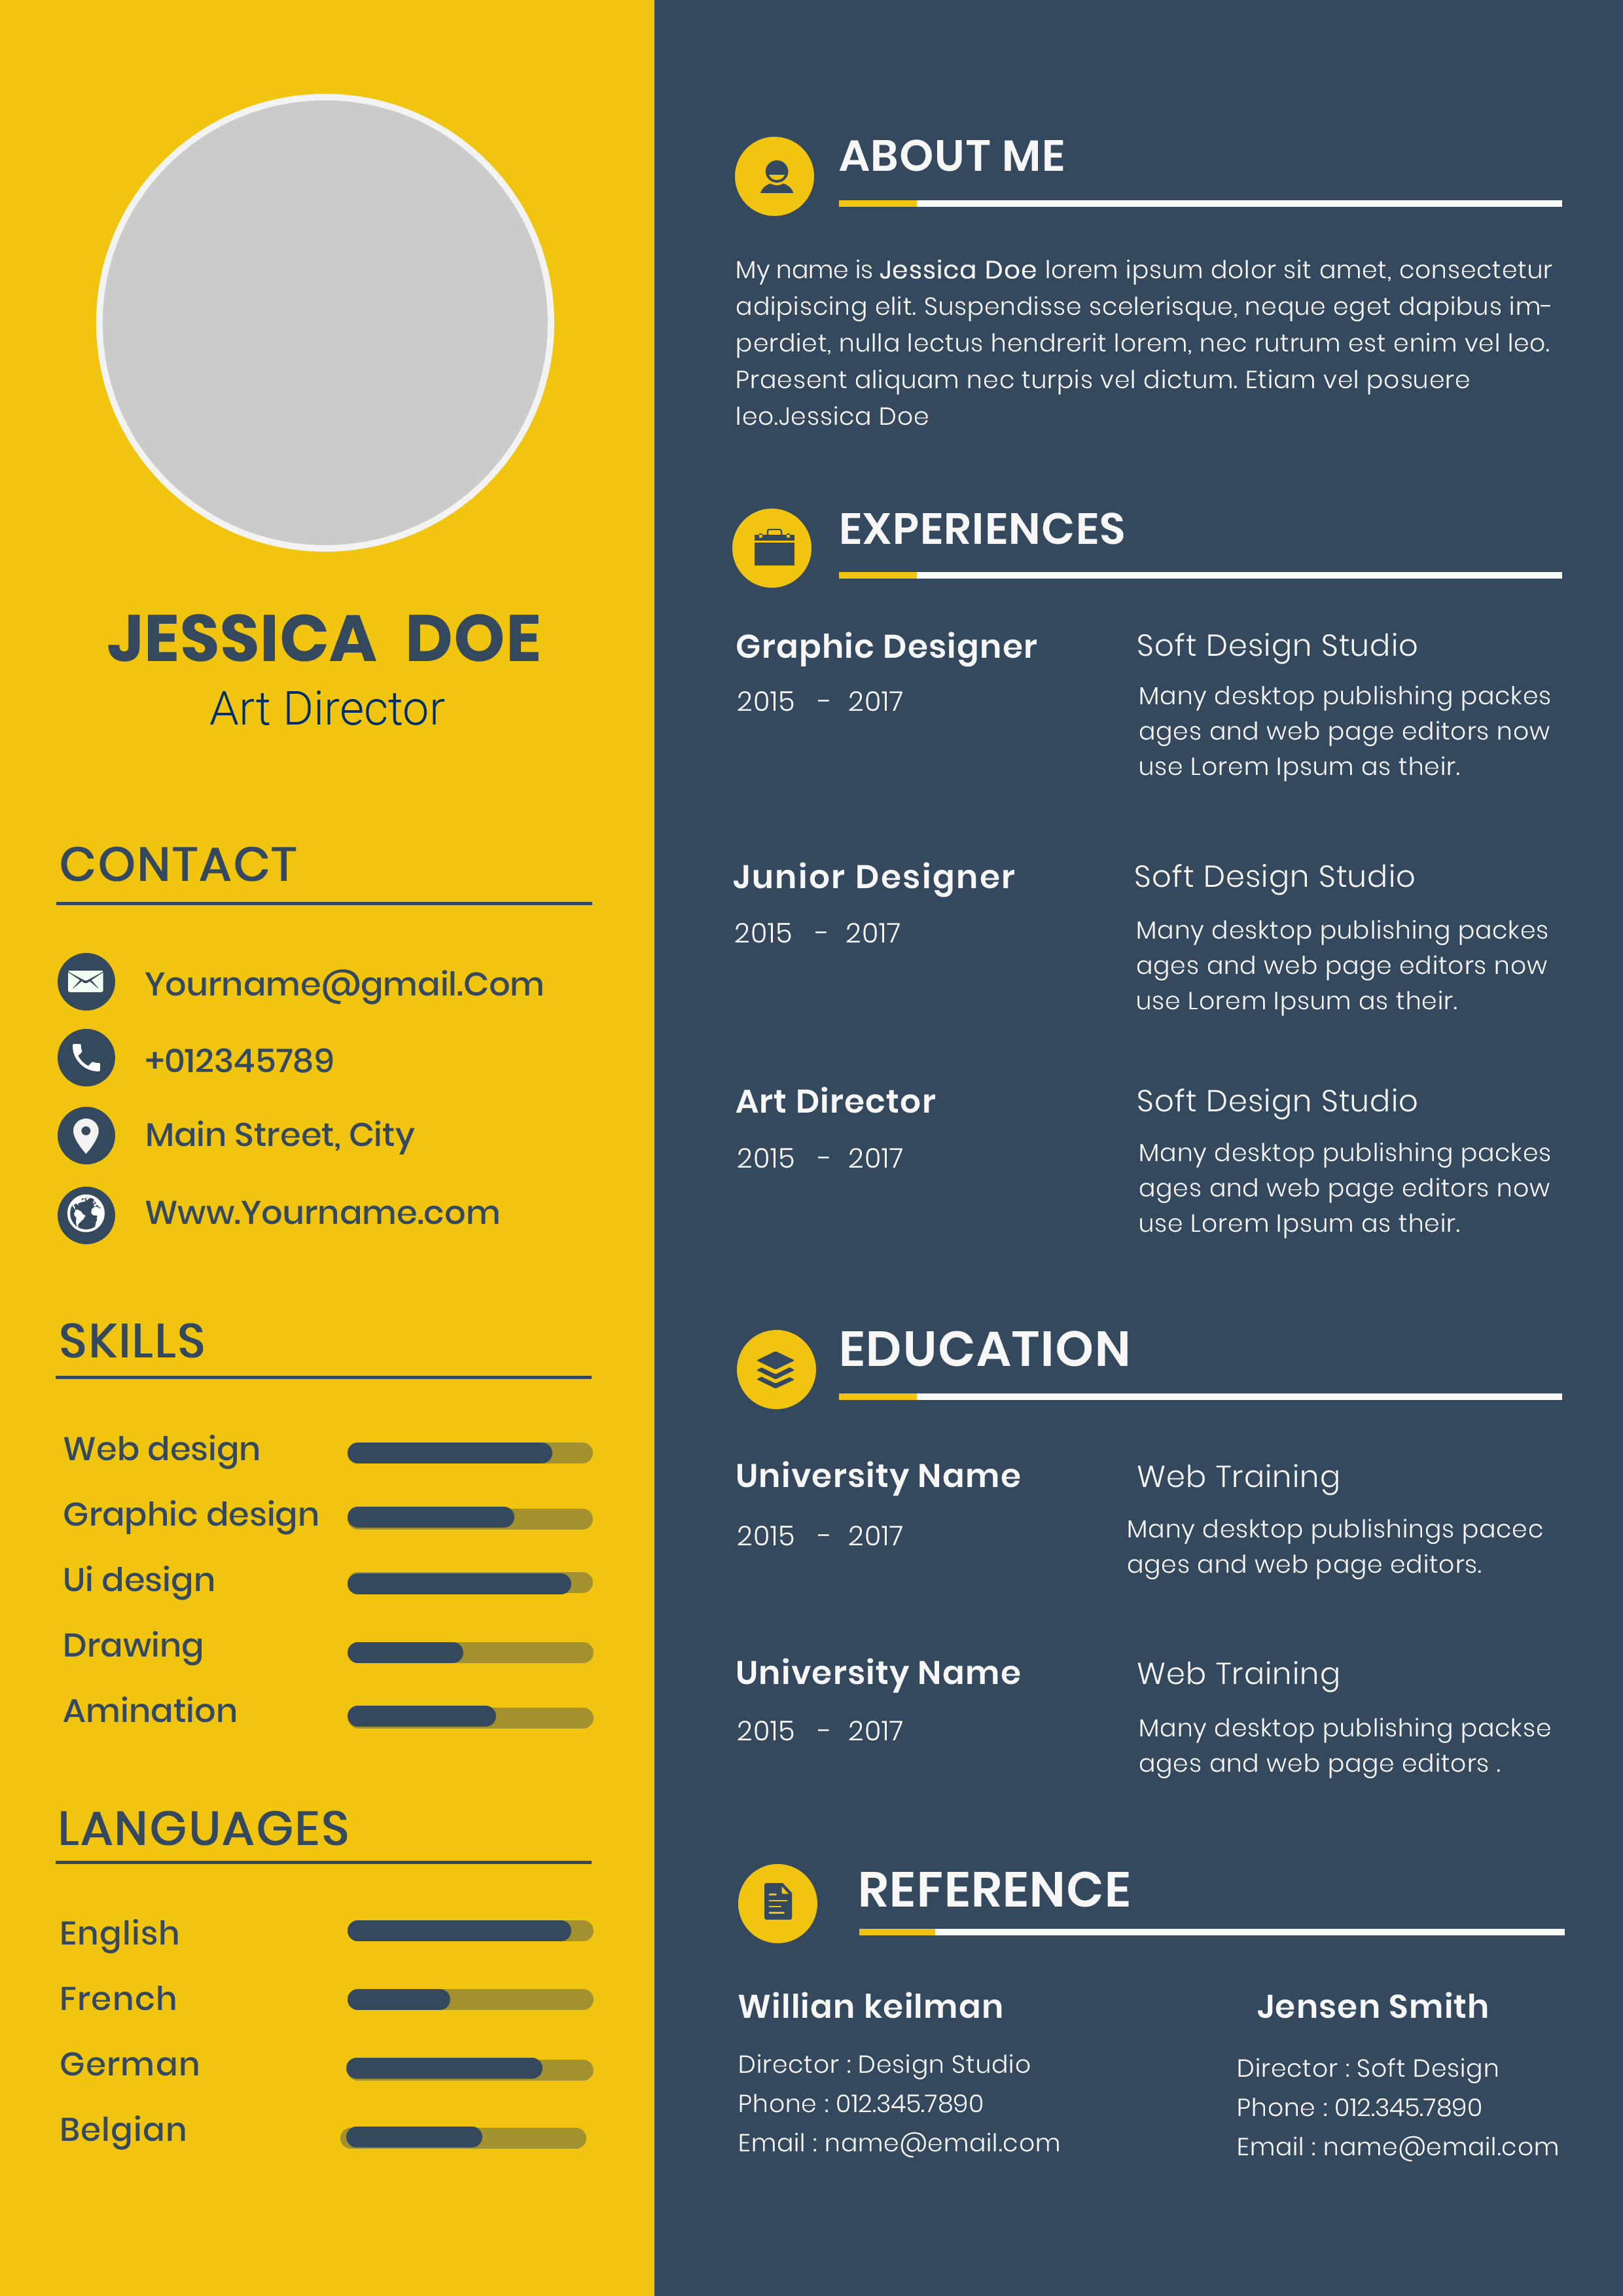 JESSICA DOE
Art Director
CONTACT
Yourname@gmail.Com
+012345789
Main Street, City
Www.Yourname.com
SKILLS
Web design
Graphic design
Ui design
Drawing
Amination
LANGUAGES
English
French
German
Belgian
ABOUT ME
My name is Jessica Doe lorem ipsum dolor sit amet, consectetur
adipiscing elit. Suspendisse scelerisque, neque eget dapibus im-
perdiet, nulla lectus hendrerit lorem, nec rutrum est enim vel leo.
Praesent aliquam nec turpis vel dictum. Etiam vel posuere
leo.Jessica Doe
EXPERIENCES
Graphic Designer
2015 - 2017
Soft Design Studio
Many desktop publishing packes
ages and web page editors now
use Lorem Ipsum as their.
Junior Designer
2015 - 2017
Soft Design Studio
Many desktop publishing packes
ages and web page editors now
use Lorem Ipsum as their.
Art Director
2015 - 2017
Soft Design Studio
Many desktop publishing packes
ages and web page editors now
use Lorem Ipsum as their.
EDUCATION
University Name
2015 - 2017
Web Training
Many desktop publishings pacec
ages and web page editors.
University Name
2015 - 2017
Web Training
Many desktop publishing packse
ages and web page editors .
REFERENCE
Willian keilman
Director : Design Studio
Phone : 012.345.7890
Email : name@email.com
Jensen Smith
Director : Soft Design
Phone : 012.345.7890
Email : name@email.com